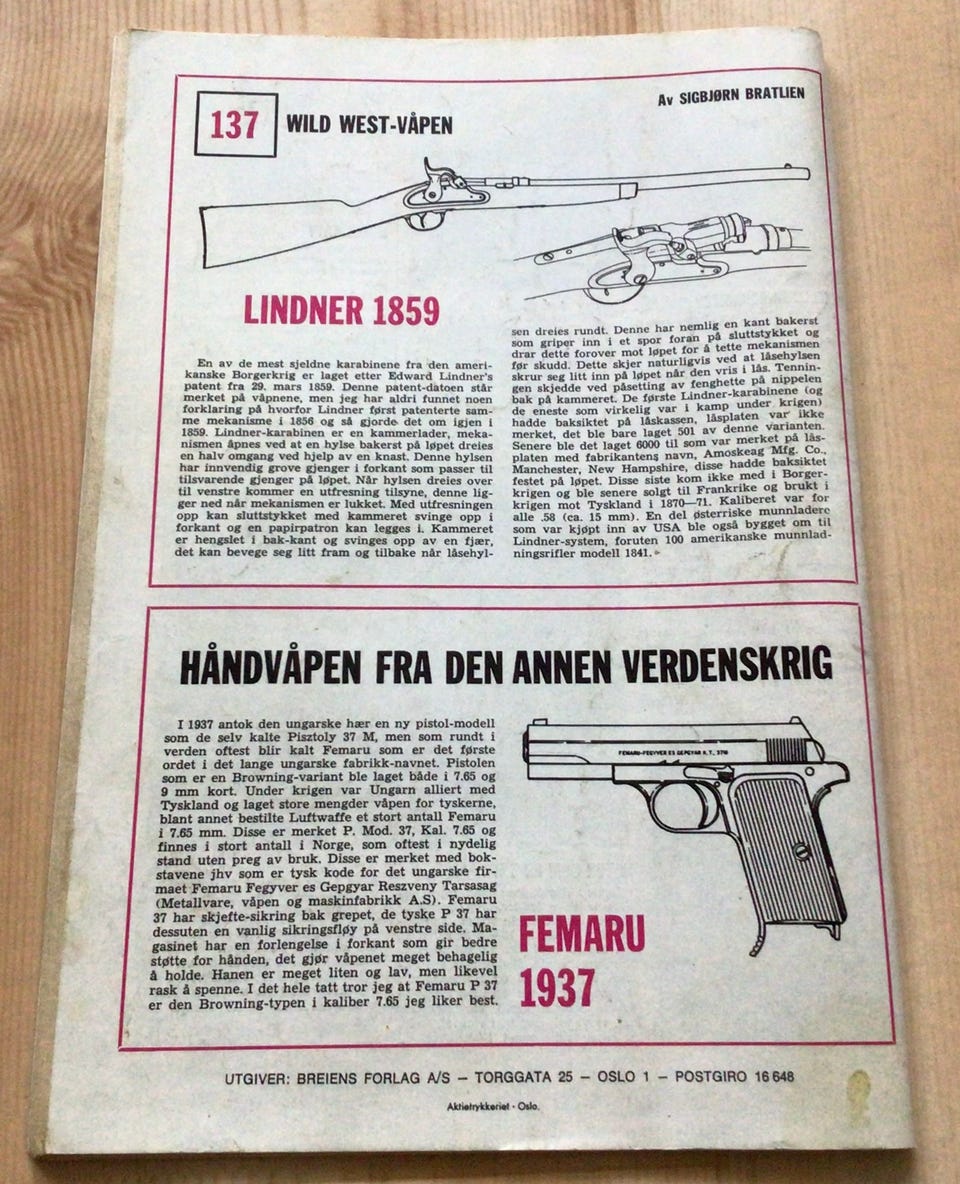 137
WILD WEST-VÅPEN
Av SIGBJØRN BRATLIEN
LINDNER 1859
En av de mest sjeldne karabinene fra den ameri-
kanske Borgerkrig er laget etter Edward Lindner's
patent fra 29. mars 1859. Denne patent-datoen står
merket på våpnene, men jeg har aldri funnet noen
forklaring på hvorfor Lindner først patenterte sam-
me mekanisme i 1856 og så gjorde det om igjen i
1859. Lindner-karabinen er en kammerlader, meka-
nismen åpnes ved at en hylse bakerst på løpet dreies
en halv omgang ved hjelp av en knast. Denne hylsen
har innvendig grove gjenger i forkant som passer til
tilsvarende gjenger på løpet. Når hylsen dreies over
til venstre kommer en utfresning tilsyne, denne lig-
ger ned når mekanismen er lukket. Med utfresningen
opp kan sluttstykket med kammeret svinge opp i
forkant og en papirpatron kan legges i. Kammeret
er hengslet i bak-kant og svinges opp av en fjær,
det kan bevege seg litt fram og tilbake når låsehyl-
sen dreies rundt. Denne har nemlig en kant bakerst
som griper inn i et spor foran på sluttstykket og
drar dette forover mot løpet for å tette mekanismen
før skudd. Dette skjer naturligvis ved at låsehylsen
skrur seg litt inn på løpet når den vris i lås. Tennin-
gen skjedde ved påsetting av fenghette på nippelen
bak på kammeret. De første Lindner-karabinene (og
de eneste som virkelig var i kamp under krigen)
hadde baksiktet på låskassen, låsplaten var ikke
merket, det ble bare laget 501 av denne varianten.
Senere ble det laget 6000 til som var merket på lås-
platen med fabrikantens navn, Amoskeag Mfg. Co.,
Manchester, New Hampshire, disse hadde baksiktet
festet på løpet. Disse siste kom ikke med i Borger-
krigen og ble senere solgt til Frankrike og brukt i
krigen mot Tyskland i 1870—71. Kaliberet var for
alle .58 (ca. 15 mm). En del østerriske munnladere
som var kjøpt inn av USA ble også bygget om til
Lindner-system, foruten 100 amerikanske munnlad-
ningsrifler modell 1841.
HÅNDVÅPEN FRA DEN ANNEN VERDENSKRIG
I 1937 antok den ungarske hær en ny pistol-modell
som de selv kalte Pisztoly 37 M, men som rundt i
verden oftest blir kalt Femaru som er det første
ordet i det lange ungarske fabrikk-navnet. Pistolen
som er en Browning-variant ble laget både i 7.65 og
9 mm kort. Under krigen var Ungarn alliert med
Tyskland og laget store mengder våpen for tyskerne,
blant annet bestilte Luftwaffe et stort antall Femaru
i 7.65 mm. Disse er merket P. Mod. 37, Kal. 7.65 og
finnes i stort antall i Norge, som oftest i nydelig
stand uten preg av bruk. Disse er merket med bok-
stavene jhv som er tysk kode for det ungarske fir-
maet Femaru Fegyver es Gepgyar Reszveny Tarsasag
(Metallvare, våpen og maskinfabrikk A.S). Femaru
37 har skjefte-sikring bak grepet, de tyske P 37 har
dessuten en vanlig sikringsfløy på venstre side. Ma-
gasinet har en forlengelse i forkant som gir bedre
støtte for hånden, det gjør våpenet meget behagelig
å holde. Hanen er meget liten og lav, men likevel
rask å spenne. I det hele tatt tror jeg at Femaru P 37
er den Browning-typen i kaliber 7.65 jeg liker best.
FEMARU-FEGYVER ES GEPGYAR R.T. 37M
FEMARU
1937
UTGIVER: BREIENS FORLAG A/S — TORGGATA 25 — OSLO 1 — POSTGIRO 16 648
Aktietrykkeriet - Oslo.